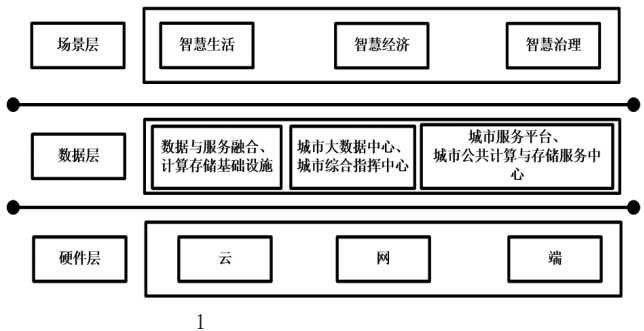 场景层
智慧生活
智慧经济
智慧治理
数据层
数据与服务融合、
计算存储基础设施
城市大数据中心、
城市综合指挥中心
城市服务平台、
城市公共计算与存储服务中
心
硬件层
云
网
端
1